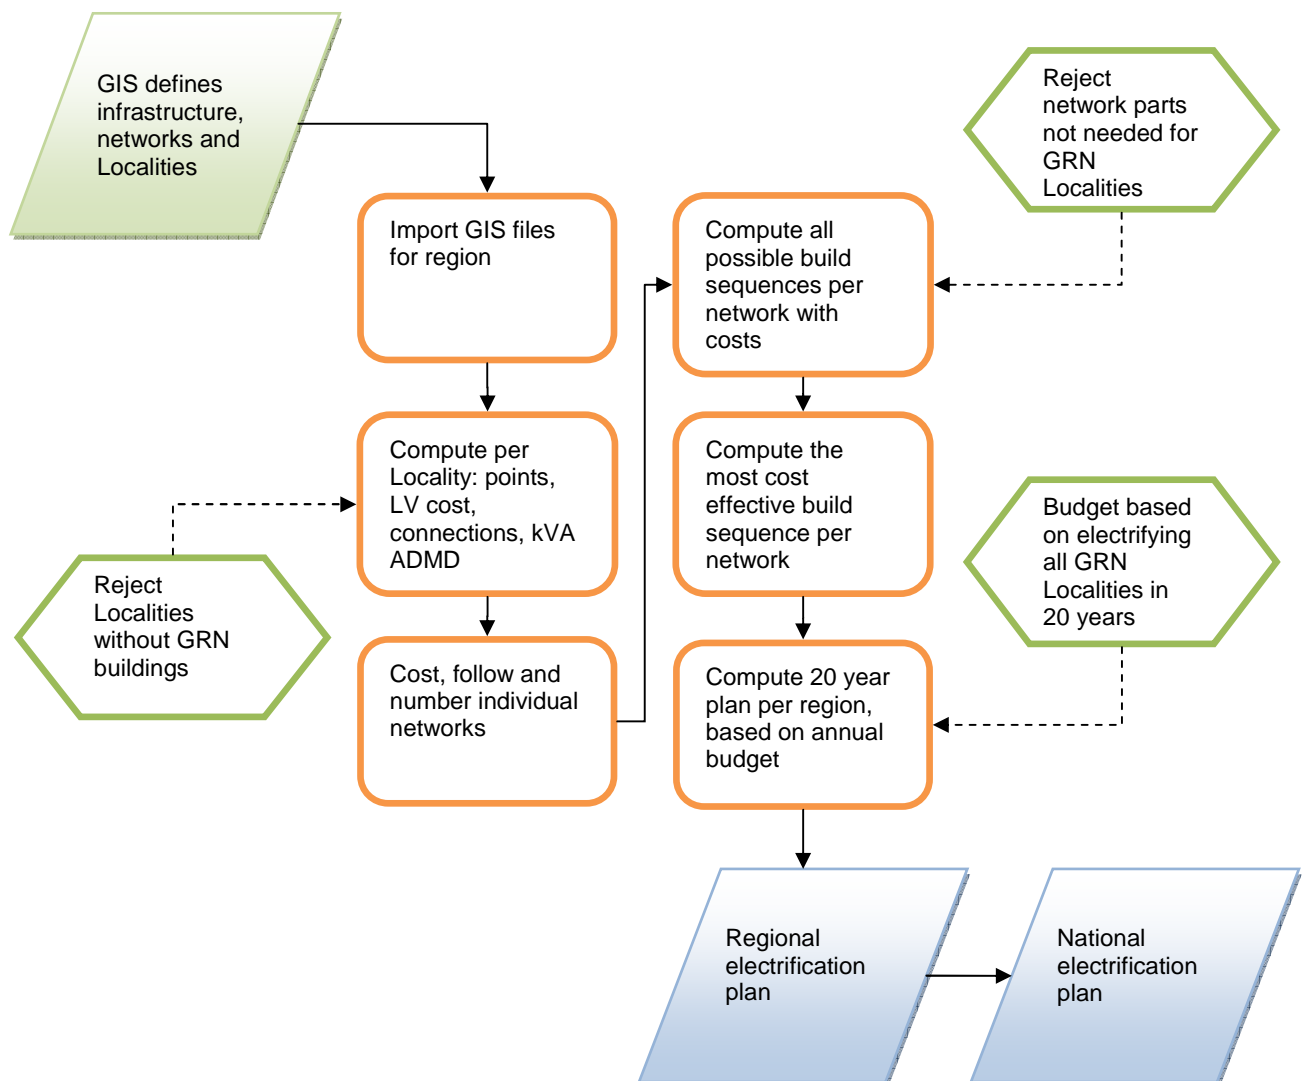 GIS defines
infrastructure,
networks and
Localities
Import GIS files
for region
Compute per
Locality: points,
LV cost,
connections, kVA
ADMD
Reject
Localities
without GRN
buildings
Cost, follow and
number individual
networks
Reject
network parts
not needed for
GRN
Localities
Compute all
possible build
sequences per
network with
costs
Compute the
most cost
effective build
sequence per
network
Budget based
on electrifying
all GRN
Localities in
20 years
Compute 20 year
plan per region,
based on annual
budget
Regional
electrification
plan
National
electrification
plan